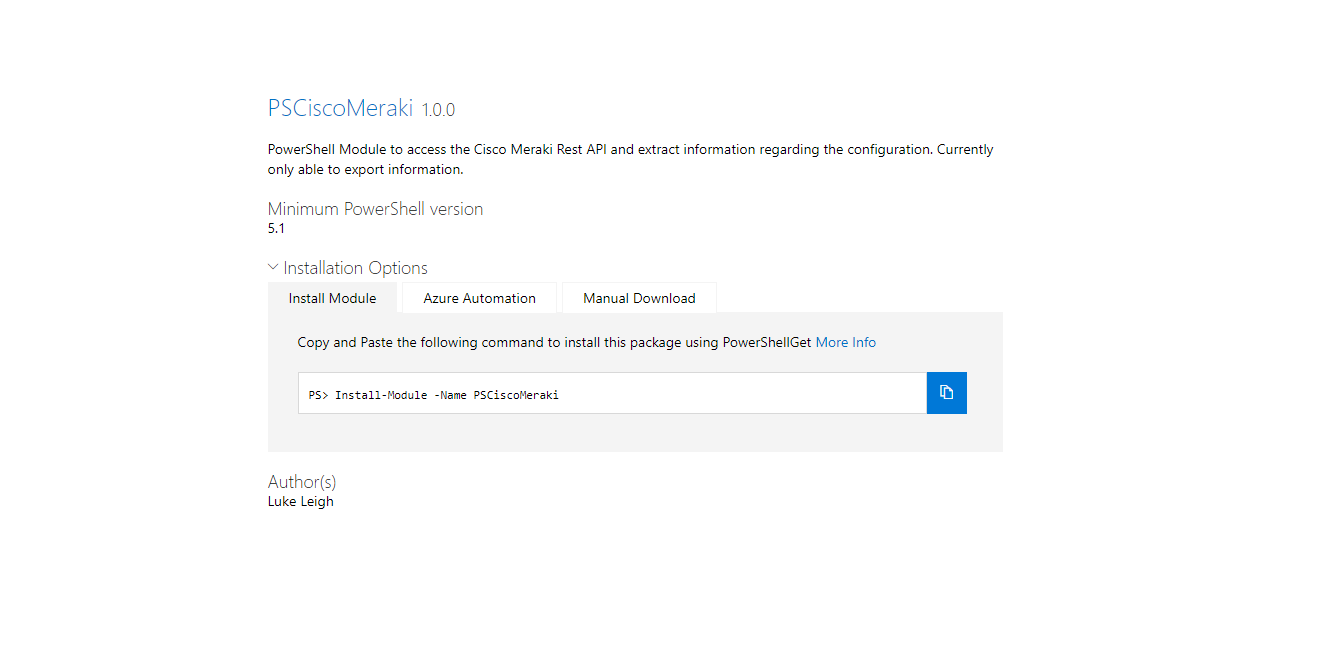 PSCiscoMeraki 1.0.0
PowerShell Module to access the Cisco Meraki Rest API and extract information regarding the configuration. Currently
only able to export information.
Minimum PowerShell version
5.1
Installation Options
Install Module
Azure Automation
Manual Download
Copy and Paste the following command to install this package using PowerShellGet More Info
PS> Install-Module -Name PSCiscoMeraki
Author(s)
Luke Leigh